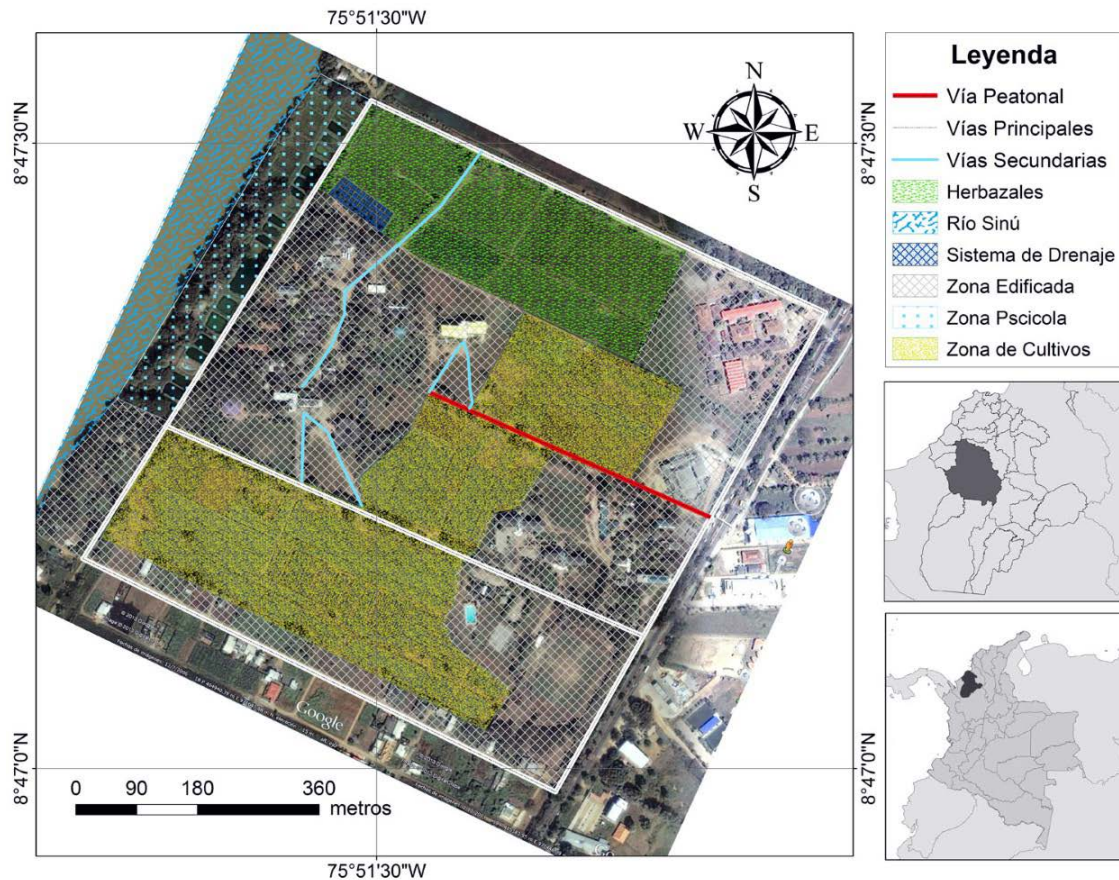 75°51'30"W
8°47'30"N
8°47'0"N
N
W E
S
8°47'30"N
8°47'0"N
Google
0 90 180 360
metros
75°51'30"W
Leyenda
Vía Peatonal
Vías Principales
Vías Secundarias
Herbazales
Río Sinú
Sistema de Drenaje
Zona Edificada
Zona Pscicola
Zona de Cultivos